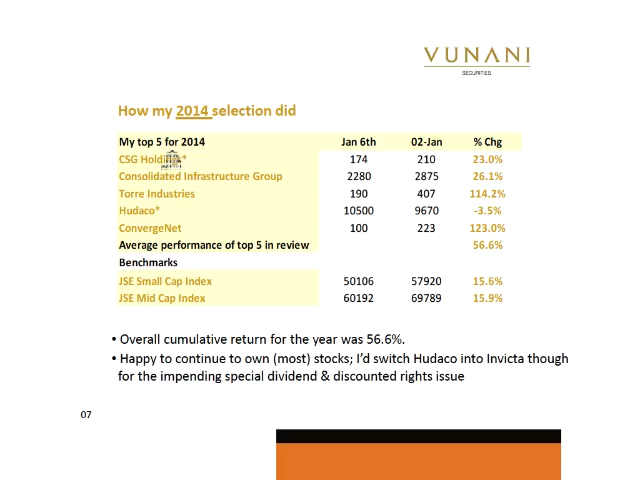 VUNANI
SECURITIES
How my 2014 selection did
My top 5 for 2014 Jan 6th 02-Jan % Chg
CSG 174 210 23.0%
Consolidated Infrastructure Group 2280 2875 26.1%
Torre Industries 190 407 114.2%
Hudaco* 10500 9670 -3.5%
ConvergeNet 100 223 123.0%
Average performance of top 5 in review 56.6%
Benchmarks
JSE Small Cap Index 50106 57920 15.6%
JSE Mid Cap Index 60192 69789 15.9%
• Overall cumulative return for the year was 56.6%.
• Happy to continue to own (most) stocks; I'd switch Hudaco into Invicta though
for the impending special dividend & discounted rights issue
07